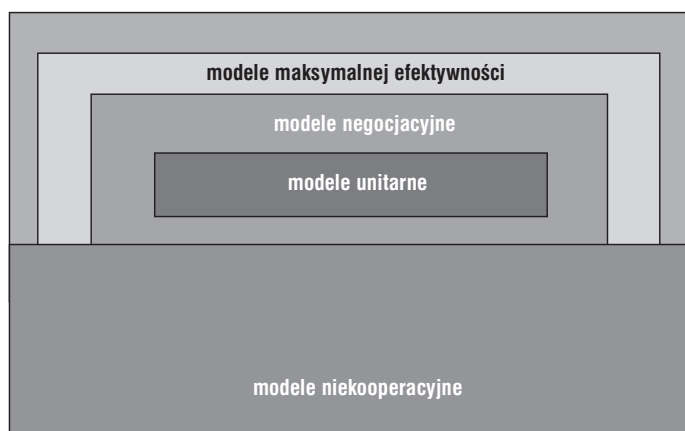 modele maksymalnej efektywności
modele negocjacyjne
modele unitarne
modele niekooperacyjne